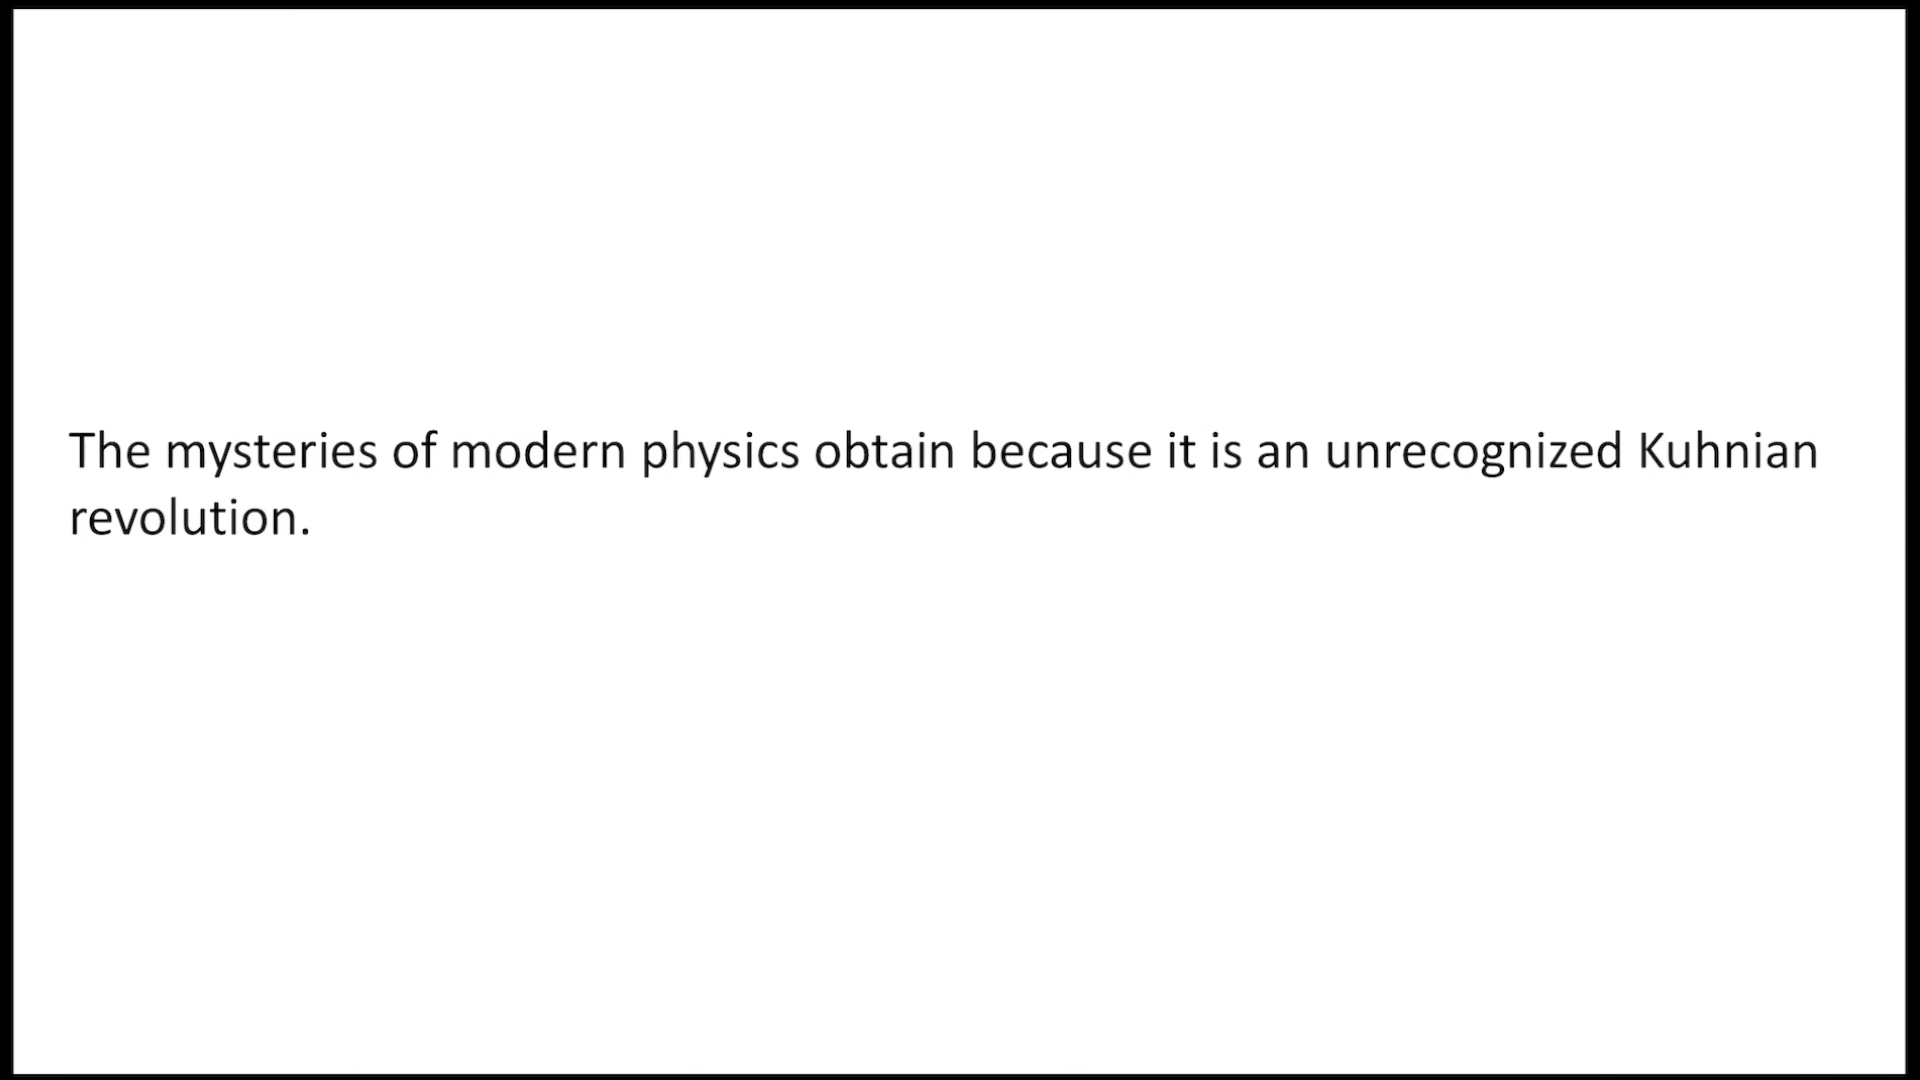 The mysteries of modern physics obtain because it is an unrecognized Kuhnian
revolution.